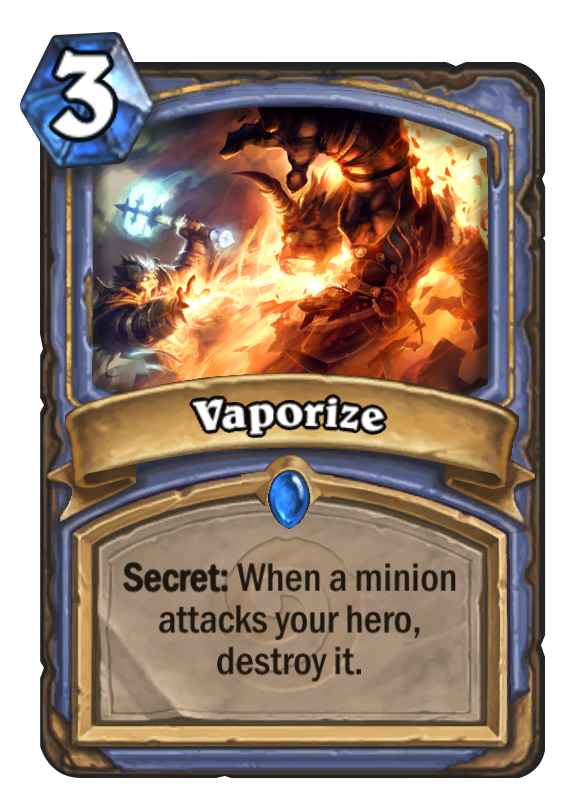 3
Vaporize
Secret: When a minion
attacks your hero,
destroy it.